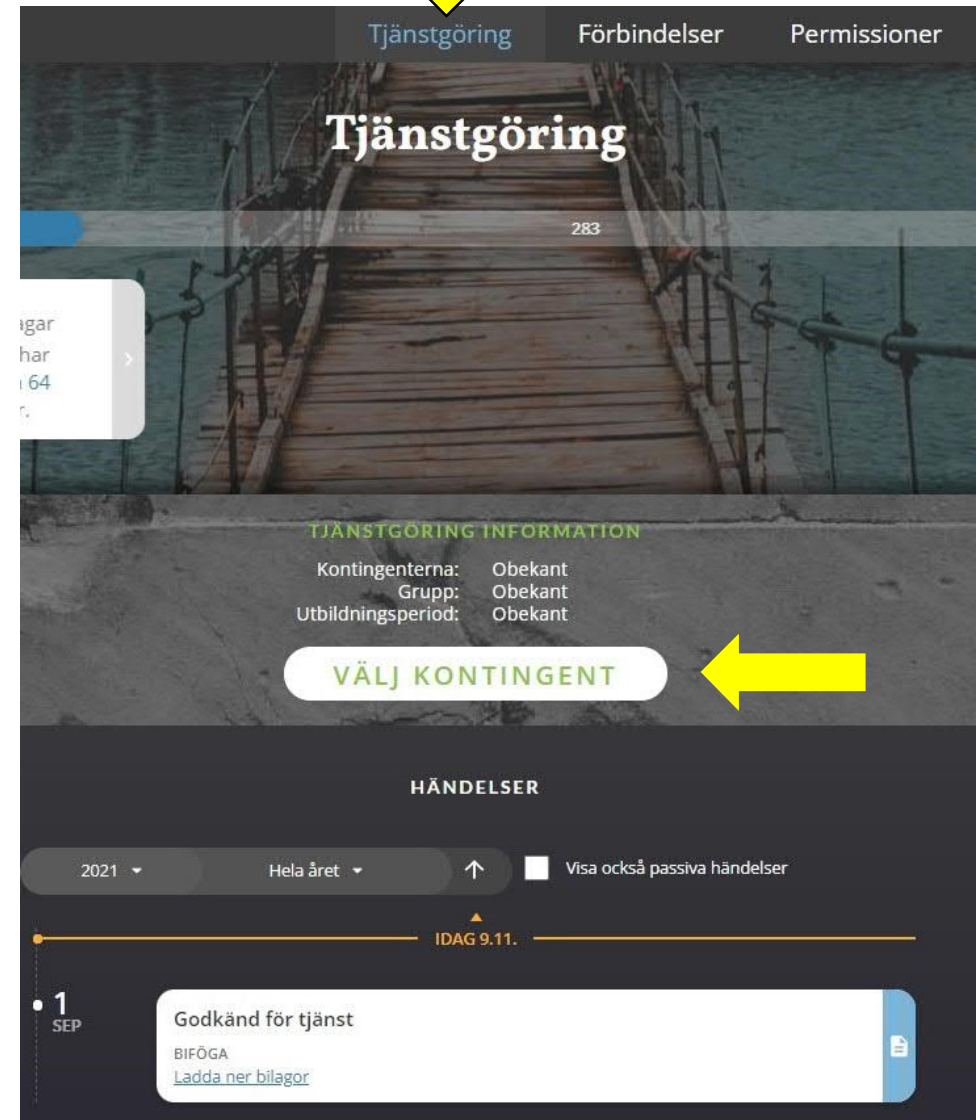 Tjänstgöring Förbindelser Permissioner
Tjänstgöring
283
har
64
TJÄNSTGÖRING INFORMATION
Kontingenterna: Obekant
Grupp: Obekant
Utbildningsperiod: Obekant
VÄLJ KONTINGENT
HÄNDELSER
2021 Hela året Visa också passiva händelser
IDAG 9.11.
1
SEP
Godkänd för tjänst
BIFÖGA
Ladda ner bilagor